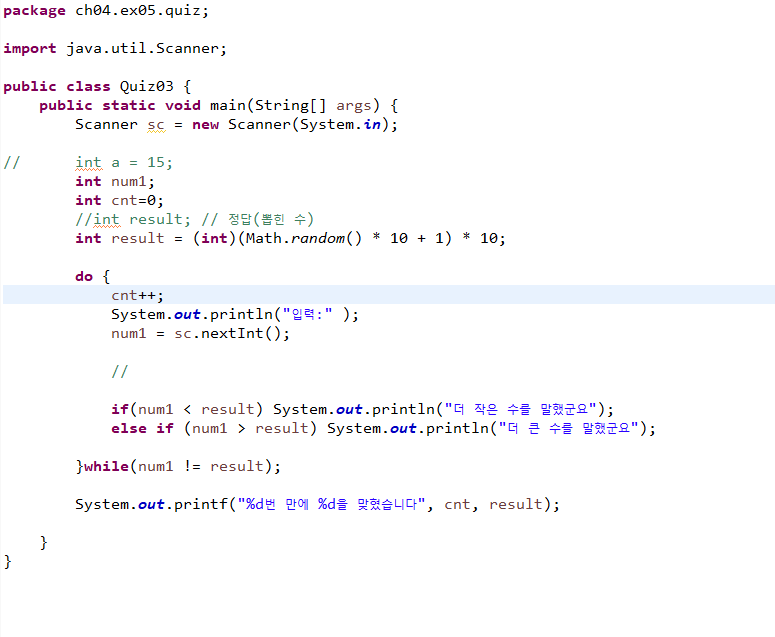 package ch04.ex05.quiz;
import java.util.Scanner;
public class Quiz03 {
public static void main(String[] args) {
Scanner sc = new Scanner(System.in);
// int a = 15;
int num1;
int cnt=0;
//int result; // 정답(뽑힌 수)
int result = (int)(Math.random() * 10 + 1) * 10;
do {
cnt++;
System.out.println("입력:" );
num1 = sc.nextInt();
//
if(num1 < result) System.out.println("더 작은 수를 말했군요");
else if (num1 > result) System.out.println("더 큰 수를 말했군요");
}while(num1 != result);
System.out.printf("%d번 만에 %d을 맞혔습니다", cnt, result);
}
}